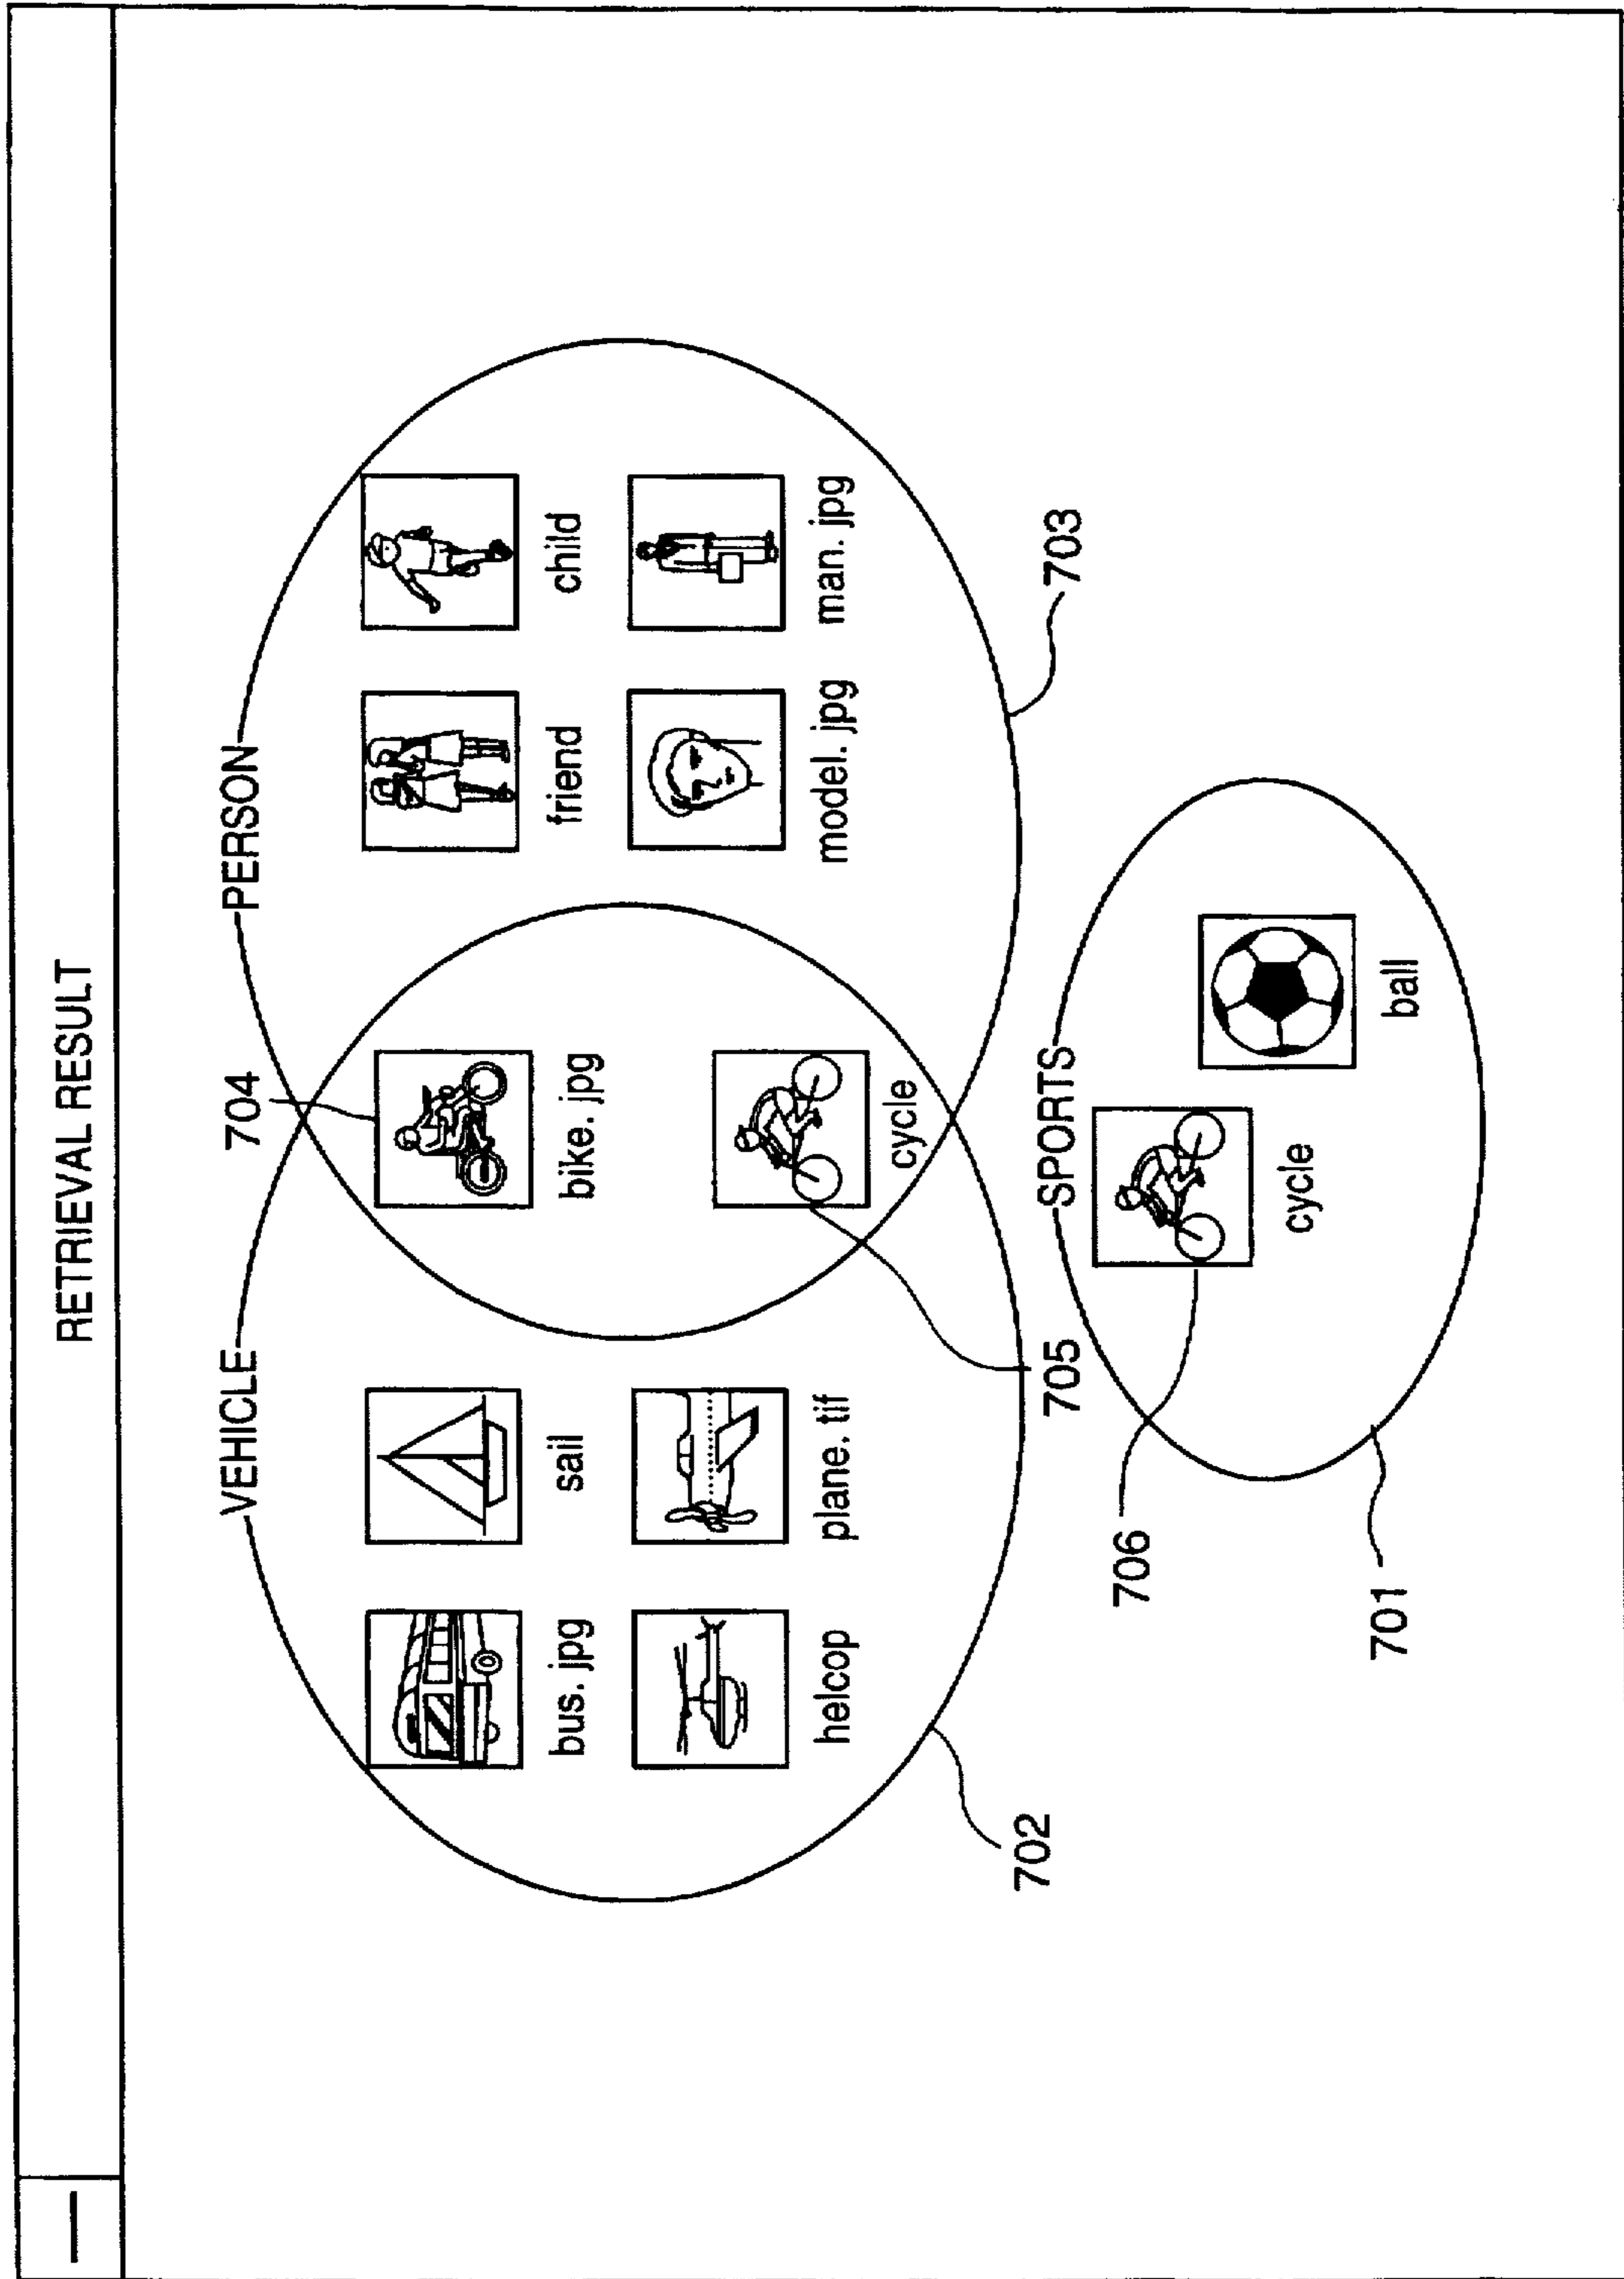 RETRIEVAL RESULT
VEHICLE
704
PERSON
bus. jpg
sail
bike. jpg
friend
child
helcop
plane. tif
cycle
model. jpg
man. jpg
702
705
703
SPORTS
706
cycle
ball
701